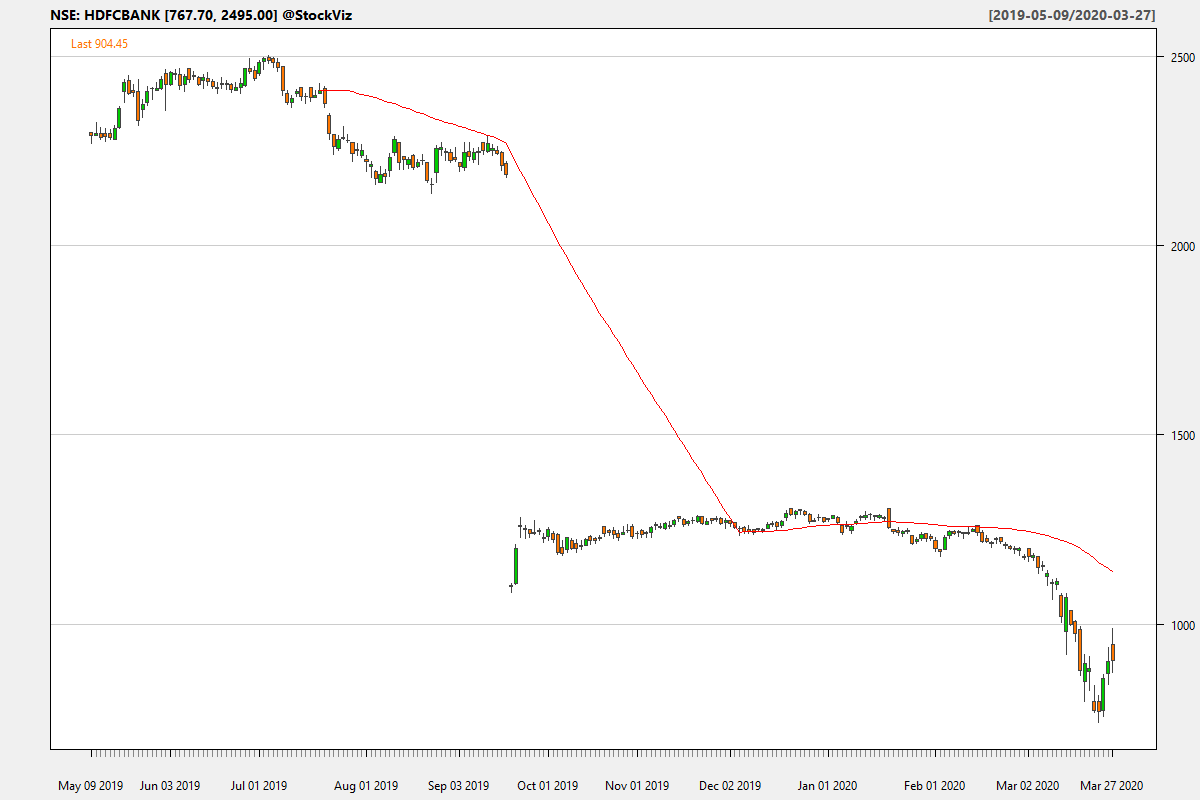 NSE: HDFCBANK [767.70, 2495.00] @StockViz
[2019-05-09/2020-03-27]
Last 904.45
2500
2000
1500
1000
May 09 2019 Jun 03 2019 Jul 01 2019 Aug 01 2019 Sep 03 2019 Oct 01 2019 Nov 01 2019 Dec 02 2019 Jan 01 2020 Feb 01 2020 Mar 02 2020 Mar 27 2020